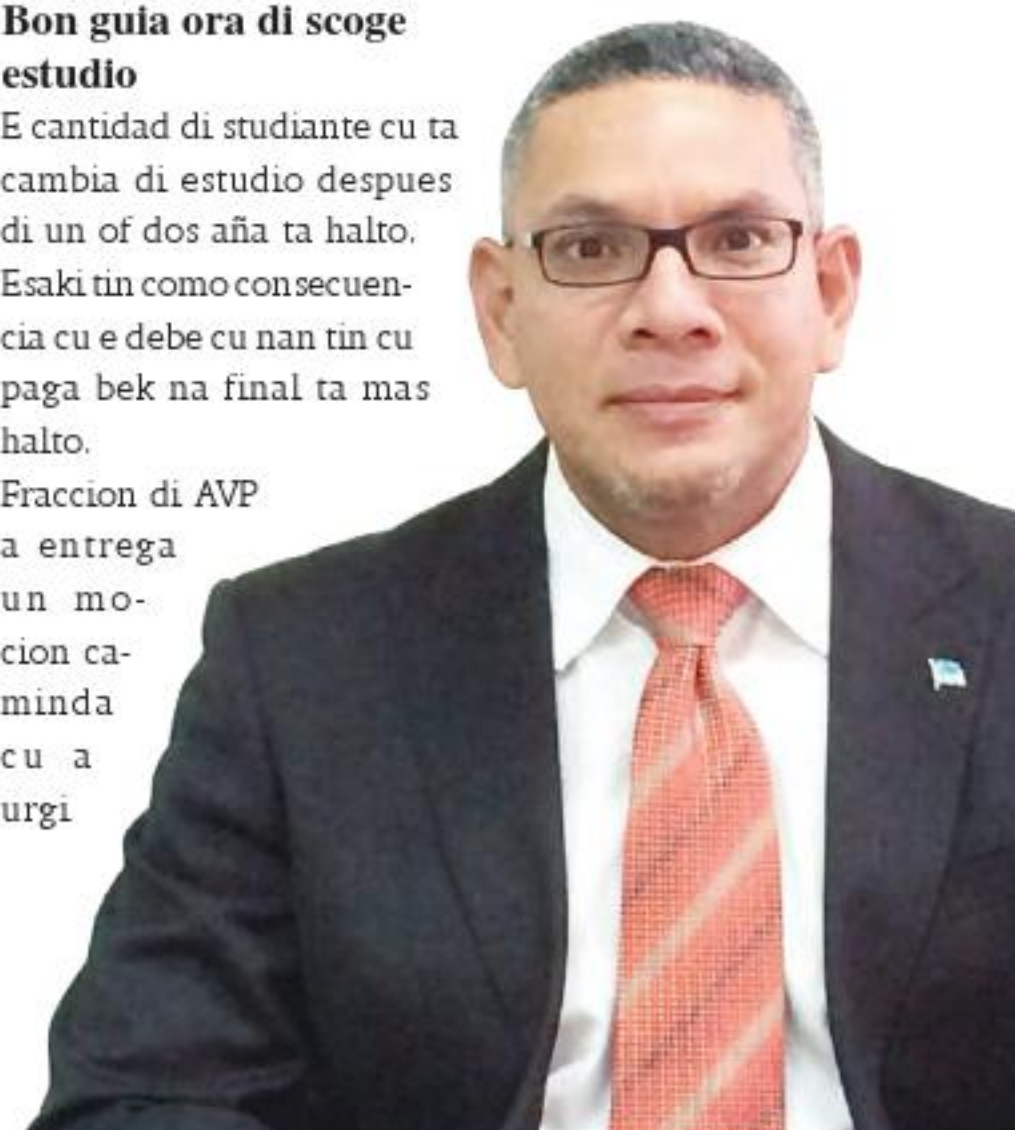 Bon guia ora di scoge
estudio
E cantidad di studiante cu ta
cambia di estudio despues
di un of dos aña ta halto.
Esaki tin como consecuen-
cia cu e debe cu nan tin cu
paga bek na final ta mas
halto.
Fraccion di AVP
a entrega
un mo-
cion ca-
minda
cu a
urgi